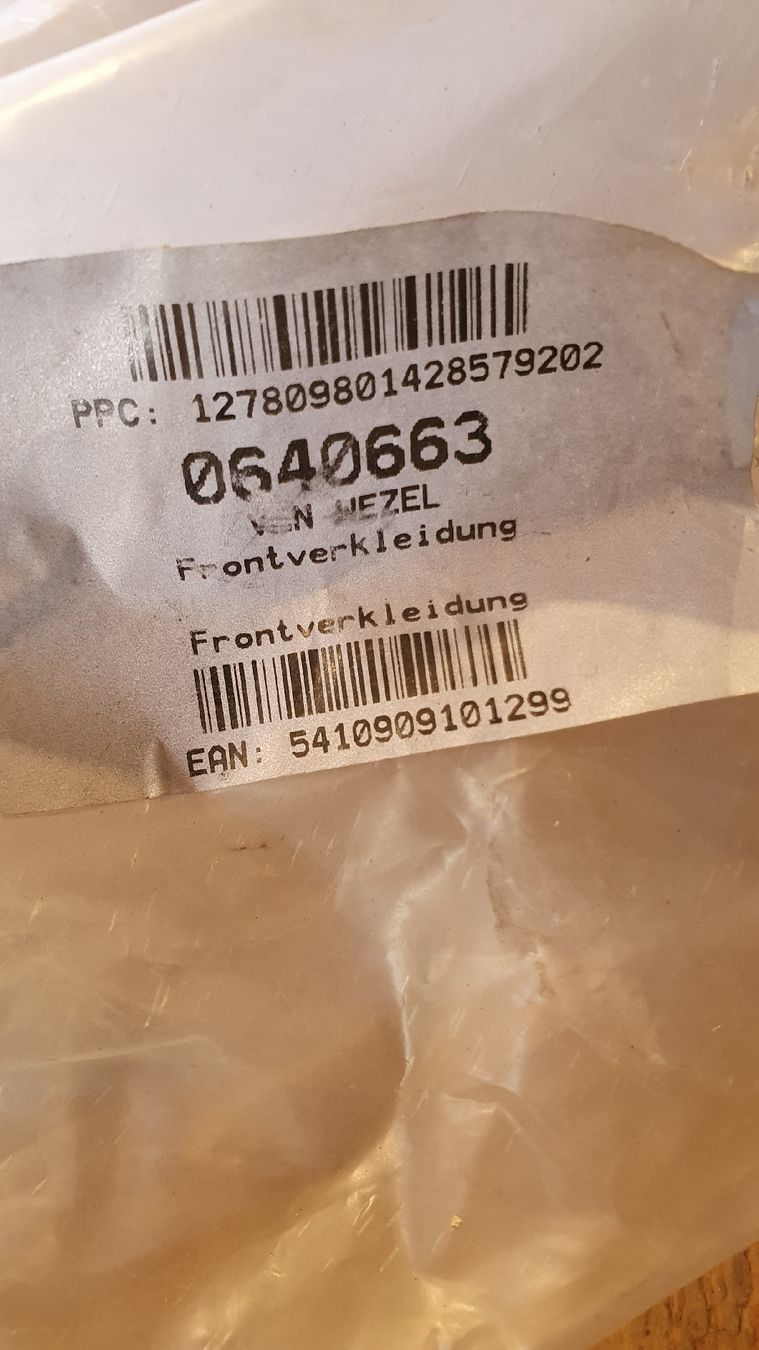 PPC: 127809801428579202
0640663
VAN WEZEL
Frontverkleidung
Frontverkleidung
EAN: 5410909101299